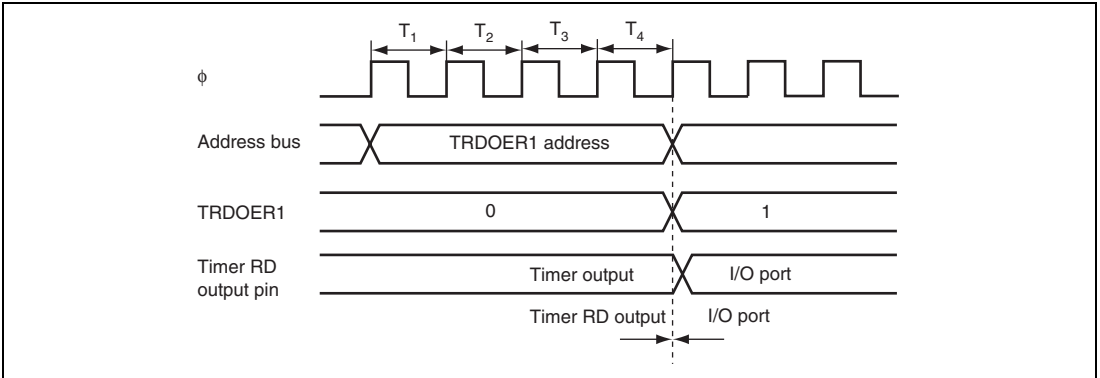 T1 T2 T3 T4
ϕ
Address bus TRDOER1 address
TRDOER1 0 1
Timer RD
output pin
Timer output I/O port
Timer RD output I/O port